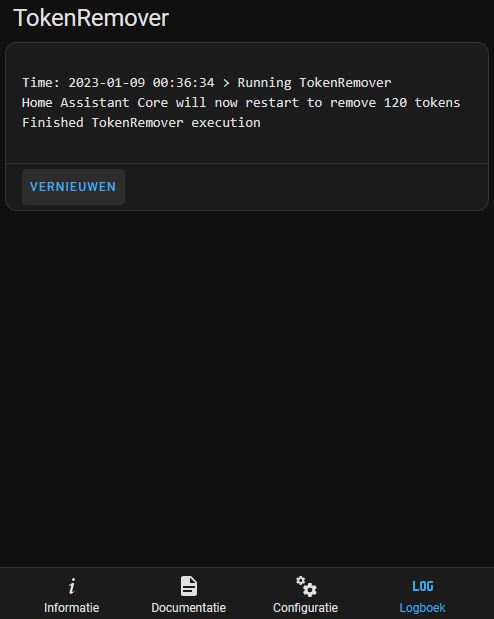 TokenRemover
Time: 2023-01-09 00:36:34 > Running TokenRemover
Home Assistant Core will now restart to remove 120 tokens
Finished TokenRemover execution
VERNIEUWEN
LOG
Informatie
Documentatie
Configuratie
Logboek